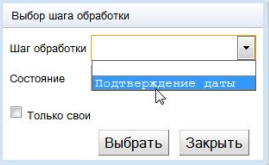 Выбор шага обработки
Шаг обработки
Подтверждение даты
Состояние
Только свои
Выбрать Закрыть